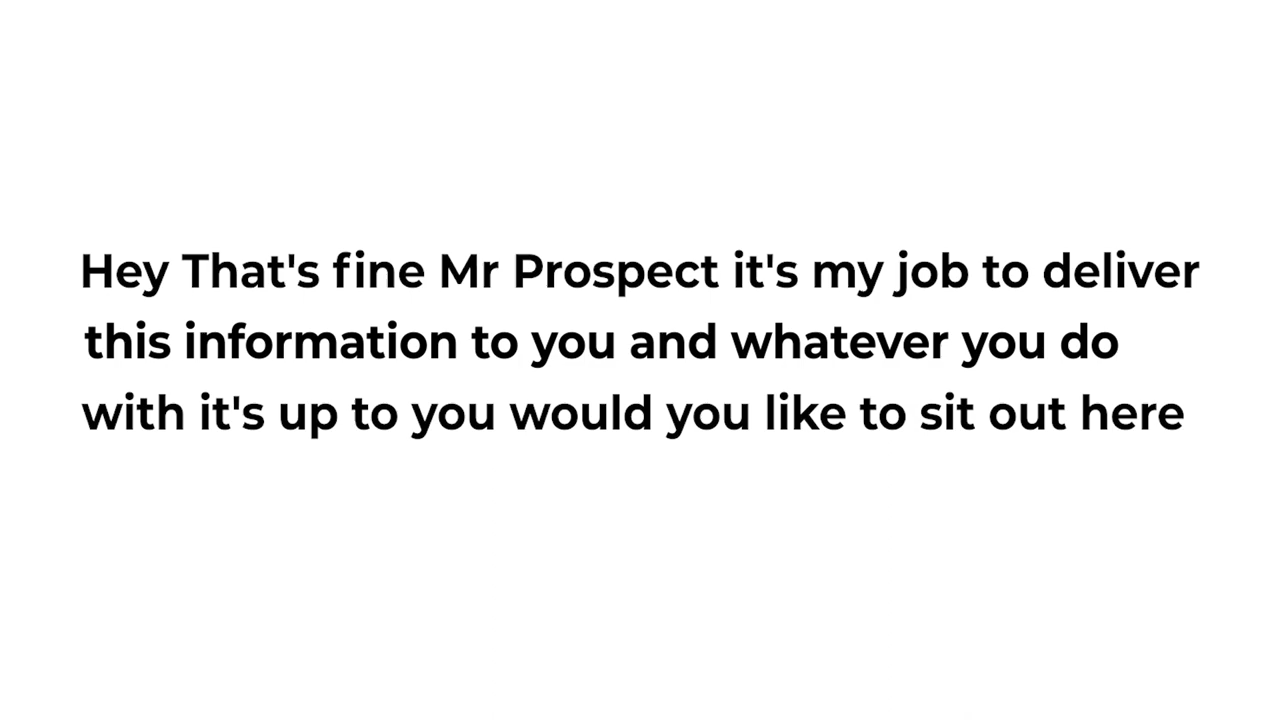 Hey That's fine Mr Prospect it's my job to deliver
this information to you and whatever you do
with it's up to you would you like to sit out here